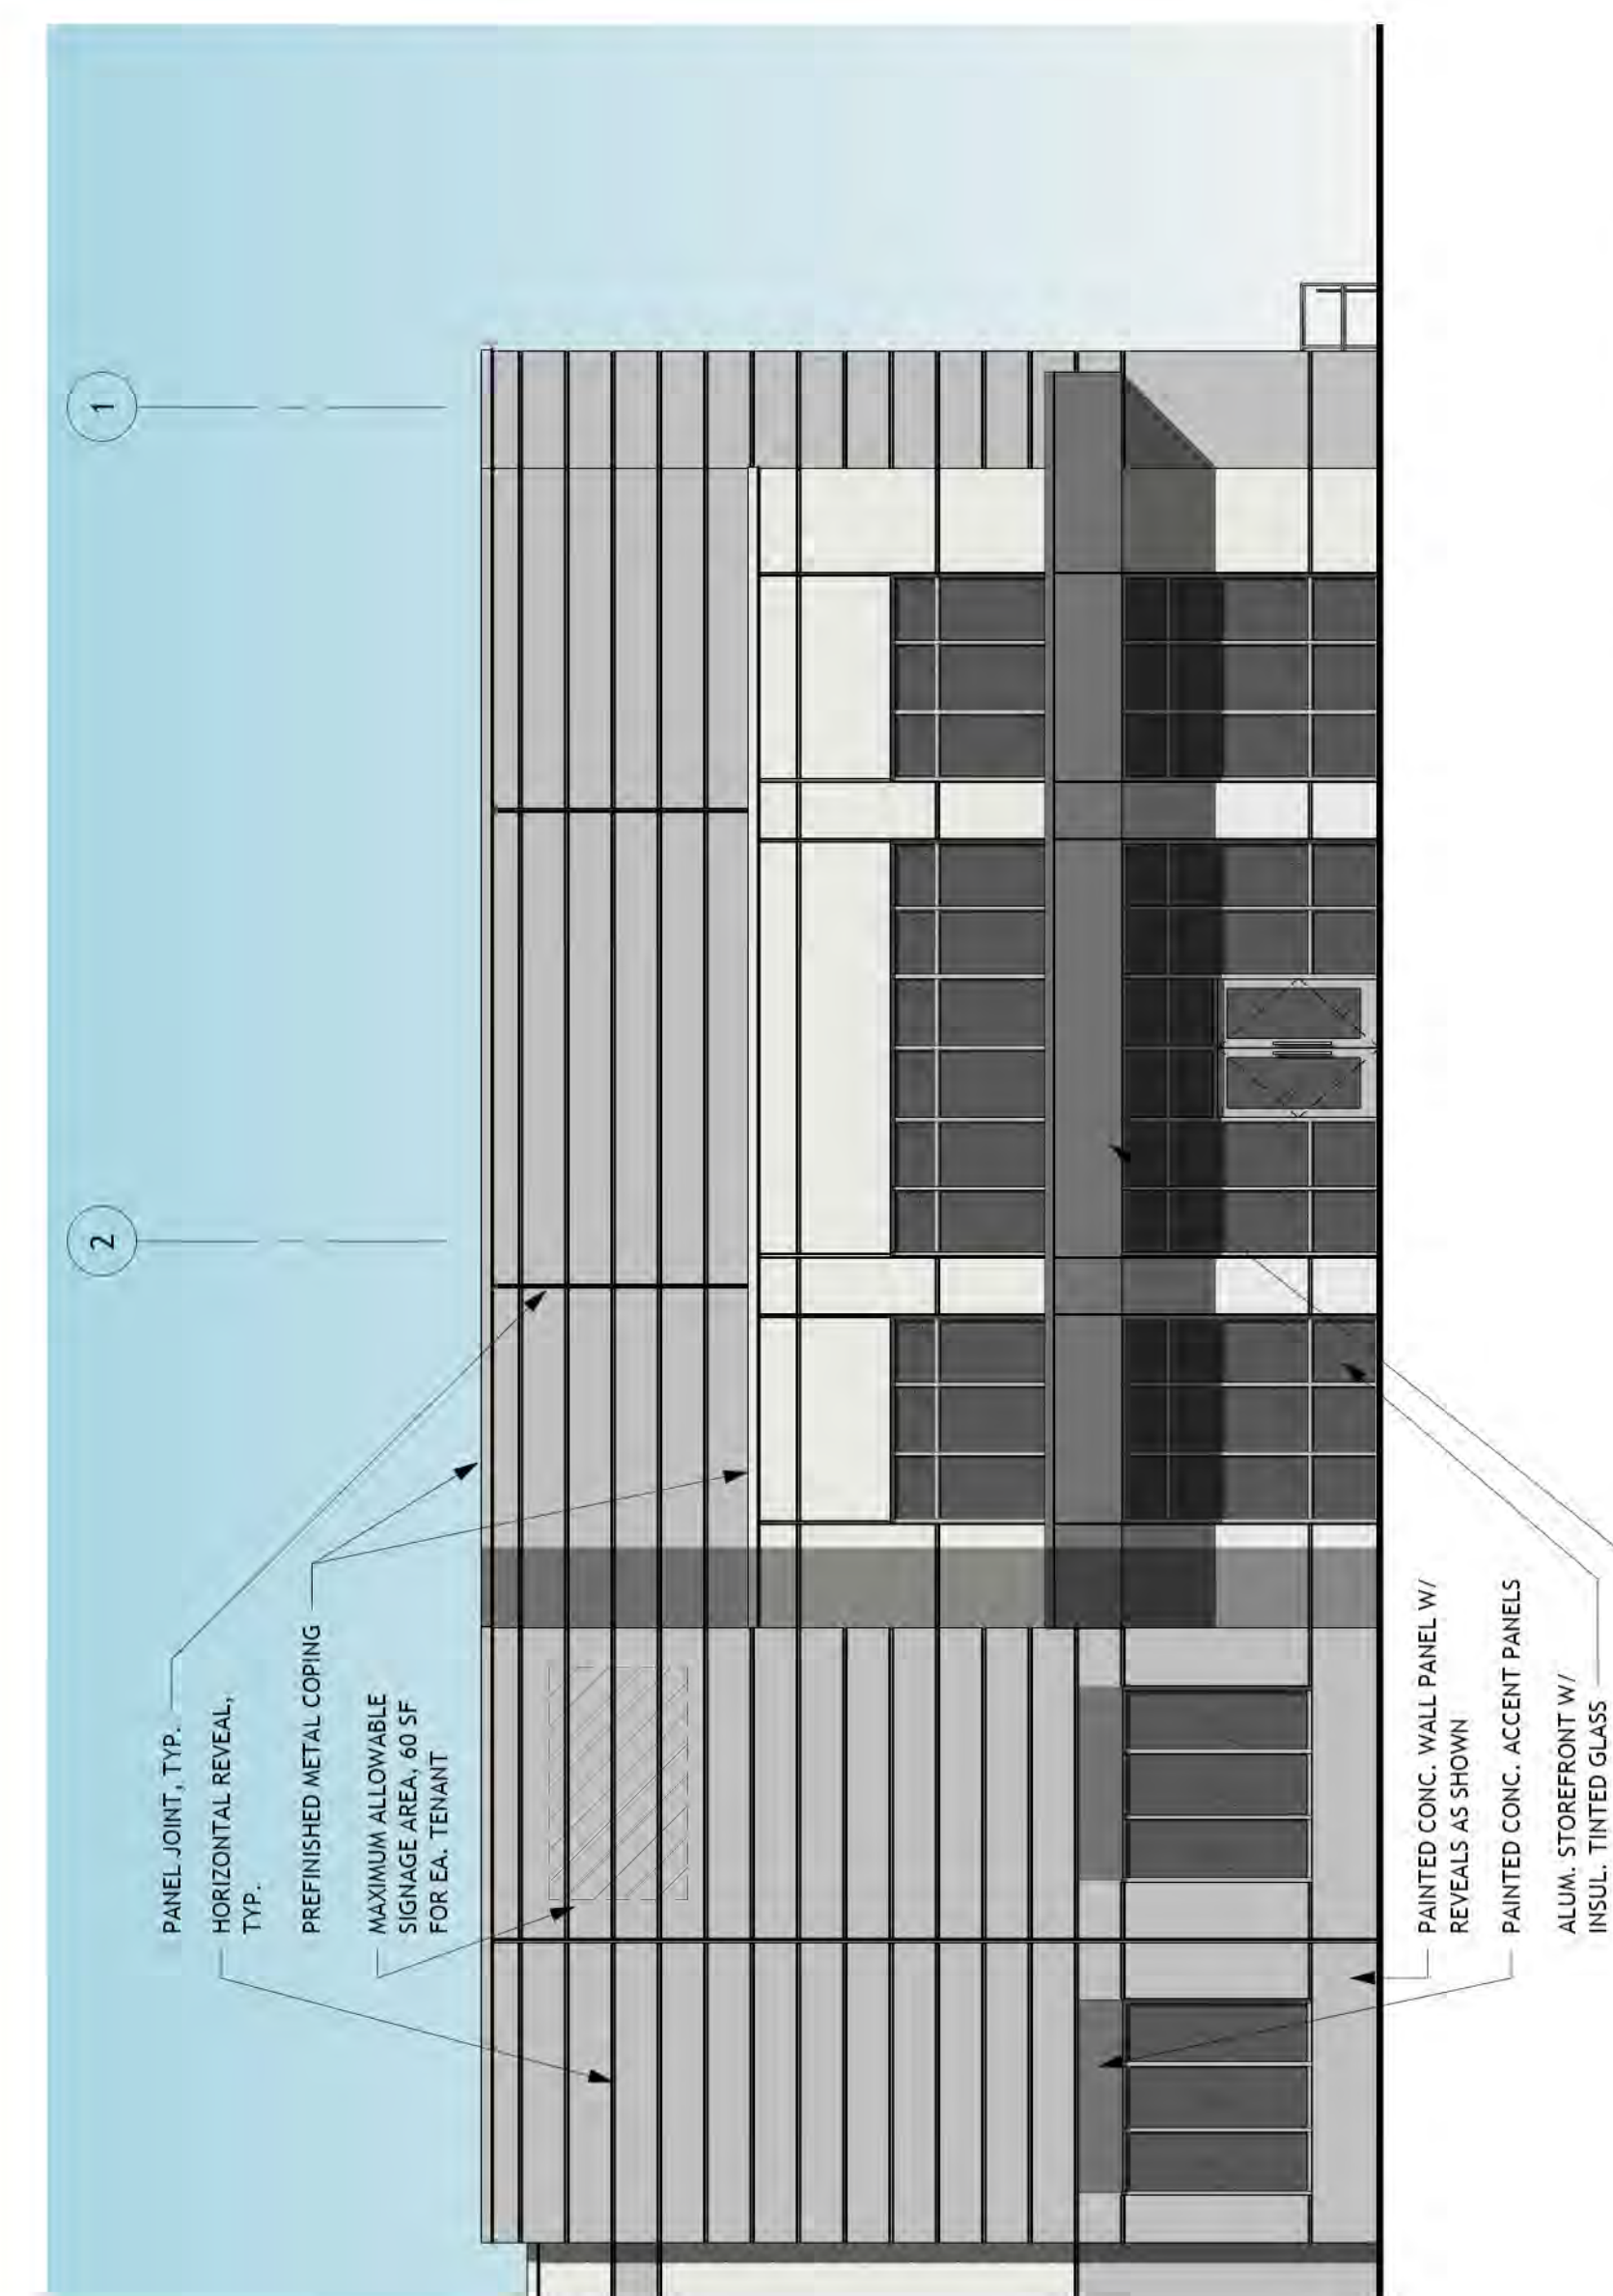 2
1
PANEL JOINT, TYP.
HORIZONTAL REVEAL,
TYP.
PREFINISHED METAL COPING
MAXIMUM ALLOWABLE
SIGNAGE AREA, 60 SF
FOR EA. TENANT
PAINTED CONC. WALL PANEL W/
REVEALS AS SHOWN
PAINTED CONC. ACCENT PANELS
ALUM. STOREFRONT W/
INSUL. TINTED GLASS